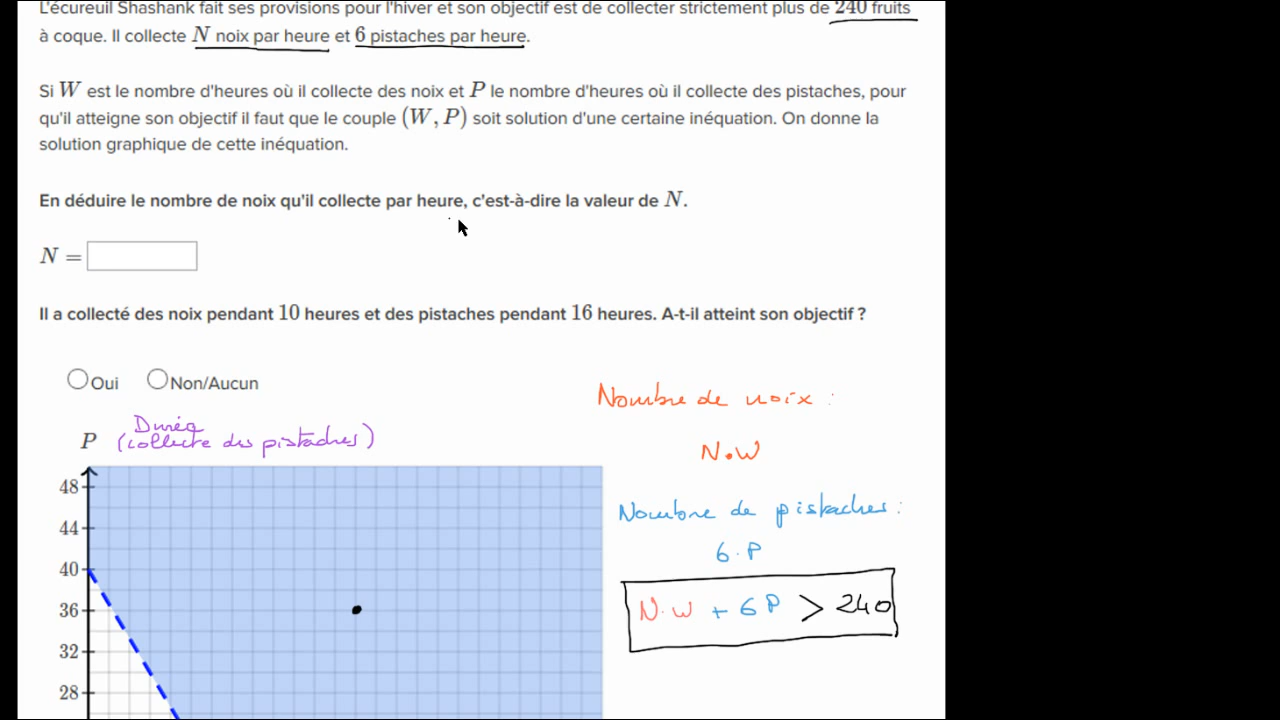 L'écureuil Shashank fait ses provisions pour l'hiver et son objectif est de collecter strictement plus de 240 fruits
à coque. Il collecte N noix par heure et 6 pistaches par heure.
Si W est le nombre d'heures où il collecte des noix et P le nombre d'heures où il collecte des pistaches, pour
qu'il atteigne son objectif il faut que le couple (W, P) soit solution d'une certaine inéquation. On donne la
solution graphique de cette inéquation.
En déduire le nombre de noix qu'il collecte par heure, c'est-à-dire la valeur de N.
N =
Il a collecté des noix pendant 10 heures et des pistaches pendant 16 heures. A-t-il atteint son objectif ?
Oui Non/Aucun
Nombre de noix :
Durée
P (collecte des pistaches)
N.W
48
Nombre de pistaches :
44
6.P
40
36
N.W + 6P > 240
32
28